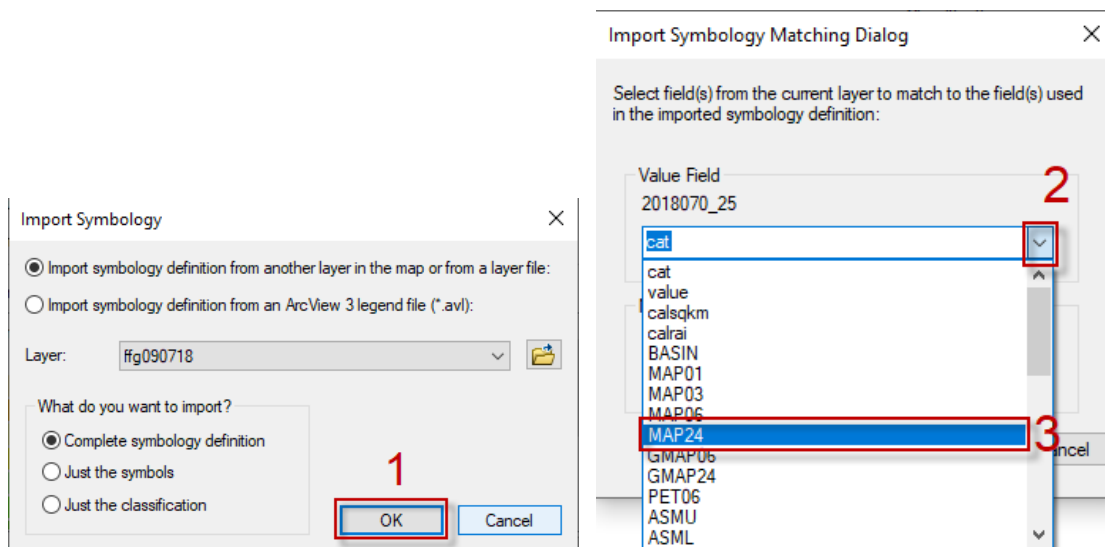 Import Symbology
Import symbology definition from another layer in the map or from a layer file:
Import symbology definition from an ArcView 3 legend file (*.avl):
Layer: ffg090718
What do you want to import?
Complete symbology definition
Just the symbols
Just the classification
1
OK Cancel
Import Symbology Matching Dialog
Select field(s) from the current layer to match to the field(s) used
in the imported symbology definition:
Value Field
2
2018070_25
cat
cat
value
calsqkm
calrai
BASIN
MAP01
MAP03
MAP06
MAP24
3
GMAP06
ncel
GMAP24
PET06
ASMU
ASML